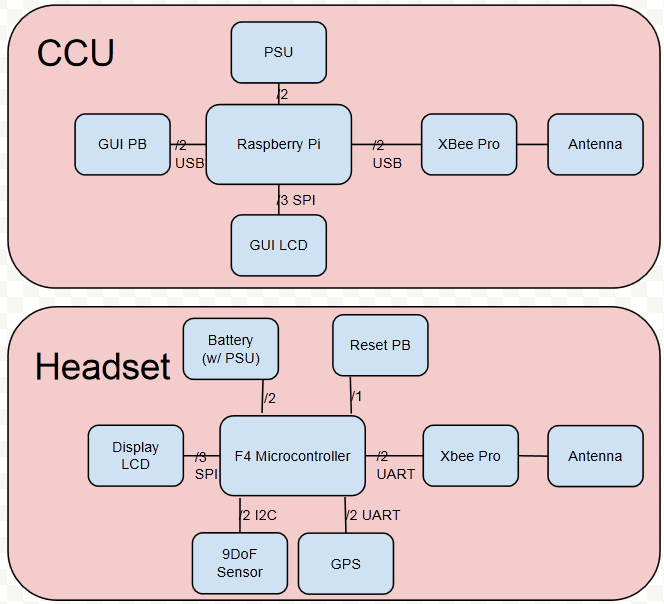 CCU
PSU
/2
GUI PB
/2
USB
Raspberry Pi
/2
USB
XBee Pro
Antenna
/3 SPI
GUI LCD
Headset
Battery
(w/ PSU)
Reset PB
/2
/1
Display
LCD
/3
SPI
F4 Microcontroller
/2
UART
Xbee Pro
Antenna
/2 I2C
/2 UART
9DoF
Sensor
GPS